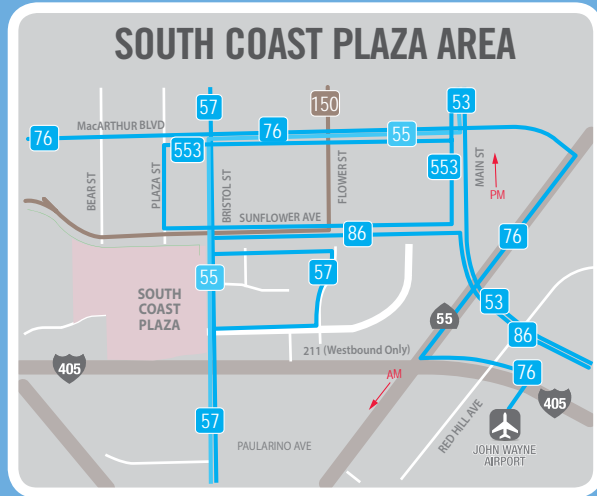 SOUTH COAST PLAZA AREA
57
150
53
MacARTHUR BLVD
76
76
55
553
553
BEAR ST
PLAZA ST
BRISTOL ST
FLOWER ST
MAIN ST
PM
SUNFLOWER AVE
86
76
55
57
SOUTH
COAST
PLAZA
53
55
86
211 (Westbound Only)
405
AM
76
405
57
RED HILL AVE
PAULARINO AVE
JOHN WAYNE
AIRPORT